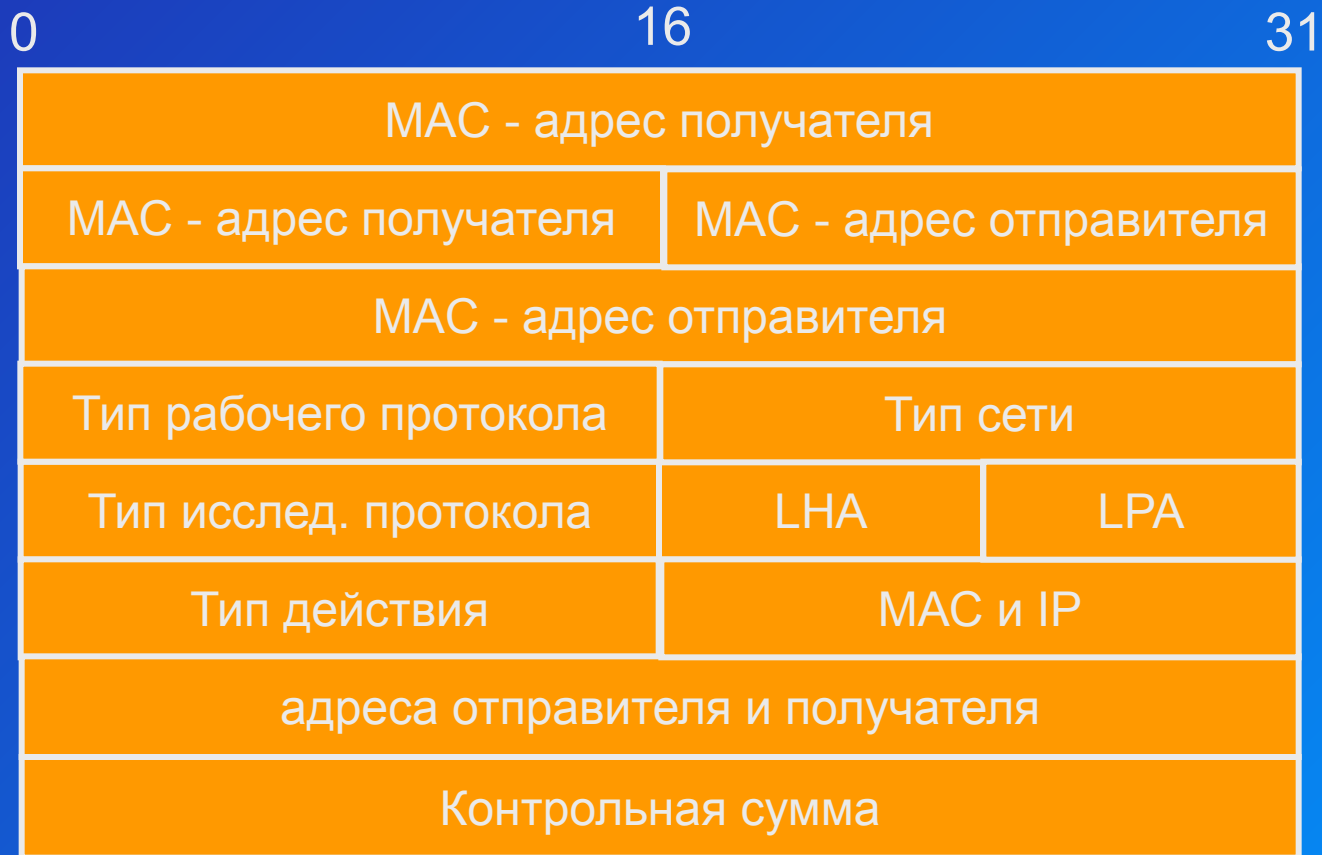 0 16 31
MAC - адрес получателя
MAC - адрес получателя MAC - адрес отправителя
MAC - адрес отправителя
Тип рабочего протокола Тип сети
Тип исслед. протокола LHA LPA
Тип действия MAC и IP
адреса отправителя и получателя
Контрольная сумма